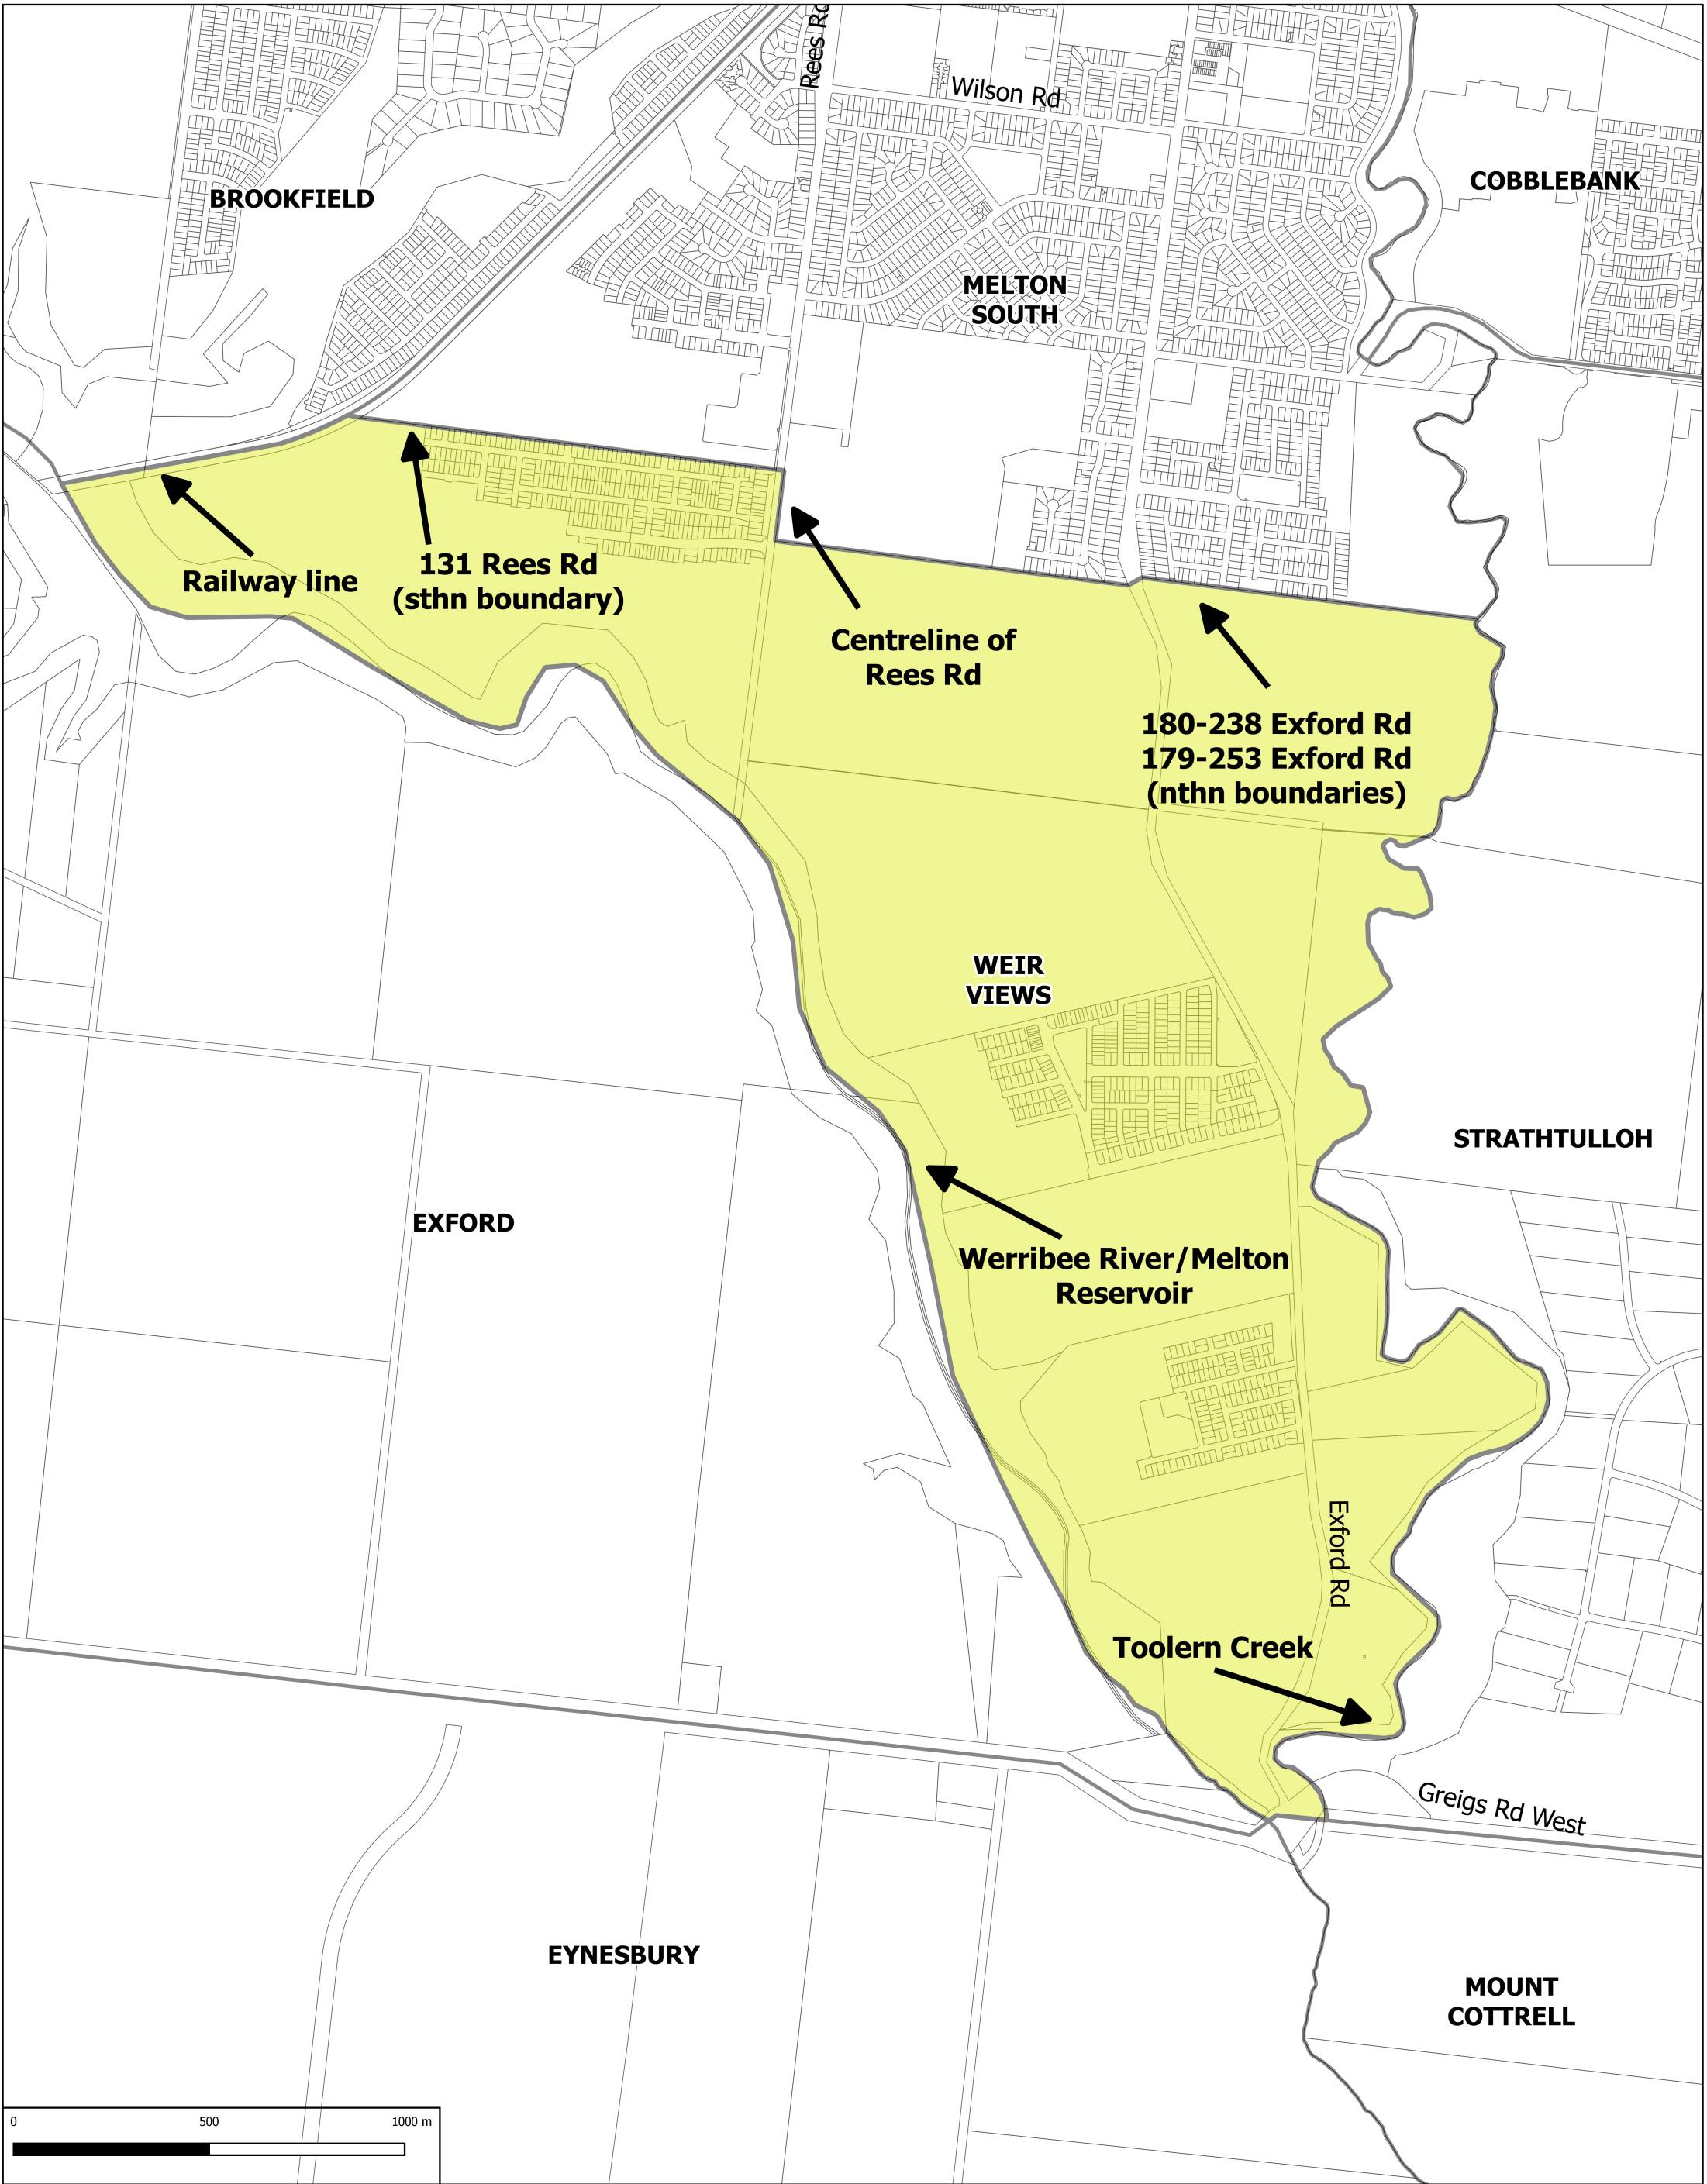 Rees Rd
Wilson Rd
BROOKFIELD
COBBLEBANK
MELTON
SOUTH
Railway line
131 Rees Rd
(sthn boundary)
Centreline of
Rees Rd
180-238 Exford Rd
179-253 Exford Rd
(nthn boundaries)
WEIR
VIEWS
STRATHTULLOH
EXFORD
Werribee River/Melton
Reservoir
Exford Rd
Toolern Creek
Greigs Rd West
EYNESBURY
MOUNT
COTTRELL
0 500 1000 m